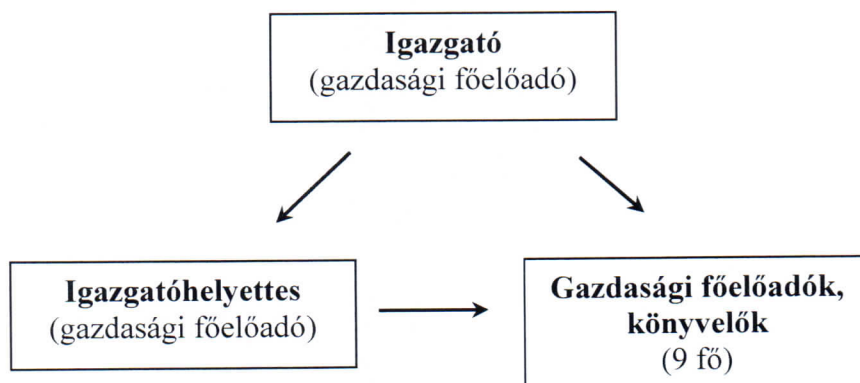 Igazgató
(gazdasági főelőadó)
Igazgatóhelyettes
(gazdasági főelőadó)
Gazdasági főelőadók,
könyvelők
(9 fő)